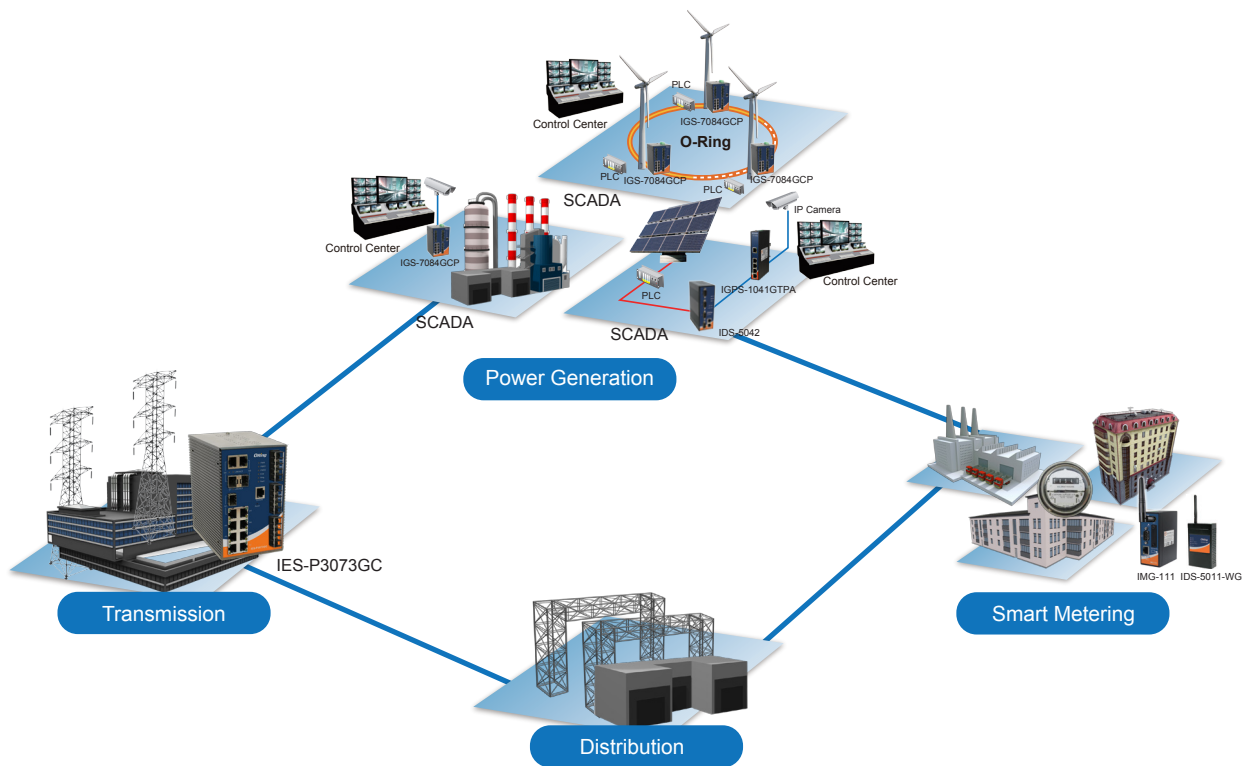 PLC
Control Center
IGS-7084GCP
O-Ring
PLC
IGS-7084GCP
IGS-7084GCP
PLC
SCADA
IP Camera
Control Center
IGS-7084GCP
Control Center
IGPS-1041GTPA
PLC
SCADA
SCADA
IDS-5042
Power Generation
ORing
IES-P3073GC
Transmission
IMG-111
IDS-5011-WG
Smart Metering
Distribution